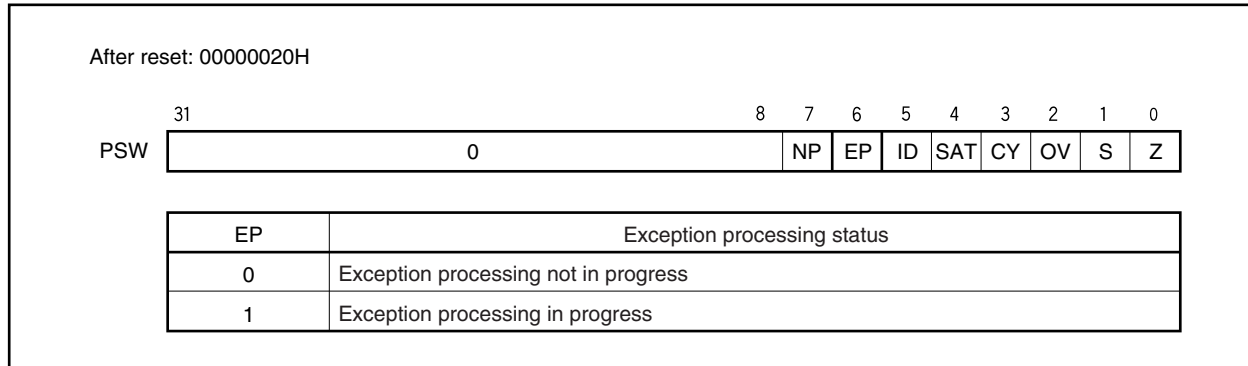 After reset: 00000020H
31 8 7 6 5 4 3 2 1 0
PSW 0 NP EP ID SAT CY OV S Z
EP Exception processing status
0 Exception processing not in progress
1 Exception processing in progress